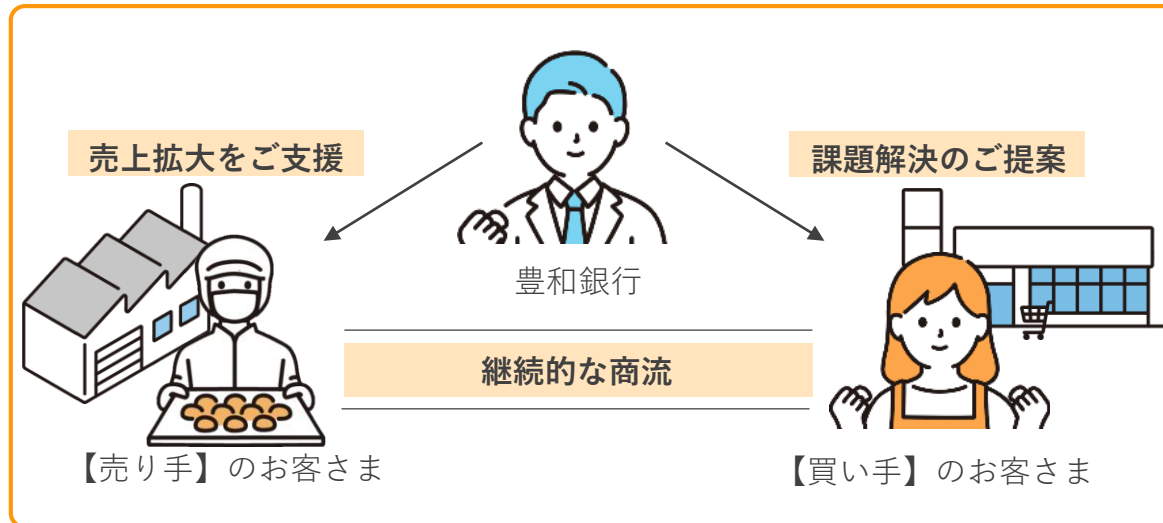 売上拡大をご支援
課題解決のご提案
豊和銀行
継続的な商流
【売り手】のお客さま
【買い手】のお客さま